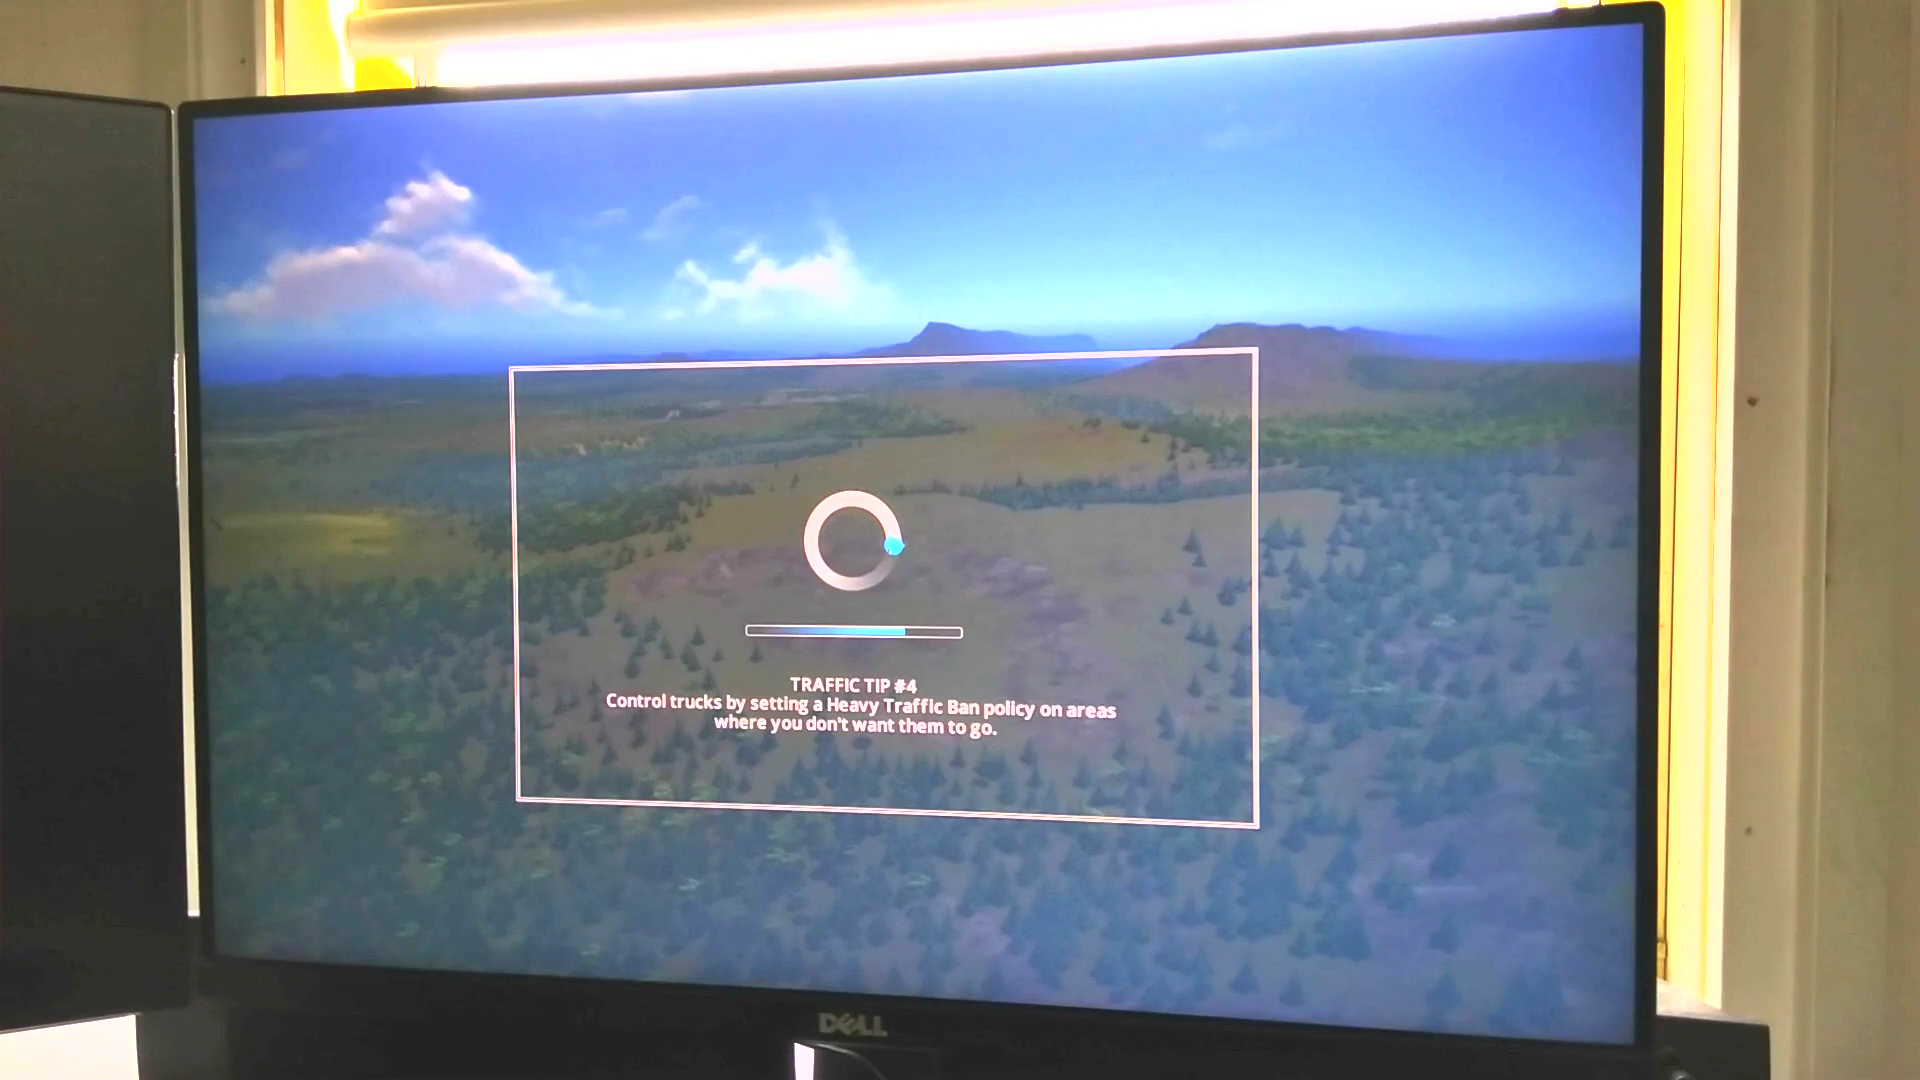 TRAFFIC TIP #4
Control trucks by setting a Heavy Traffic Ban policy on areas
where you don't want them to go.
DELL